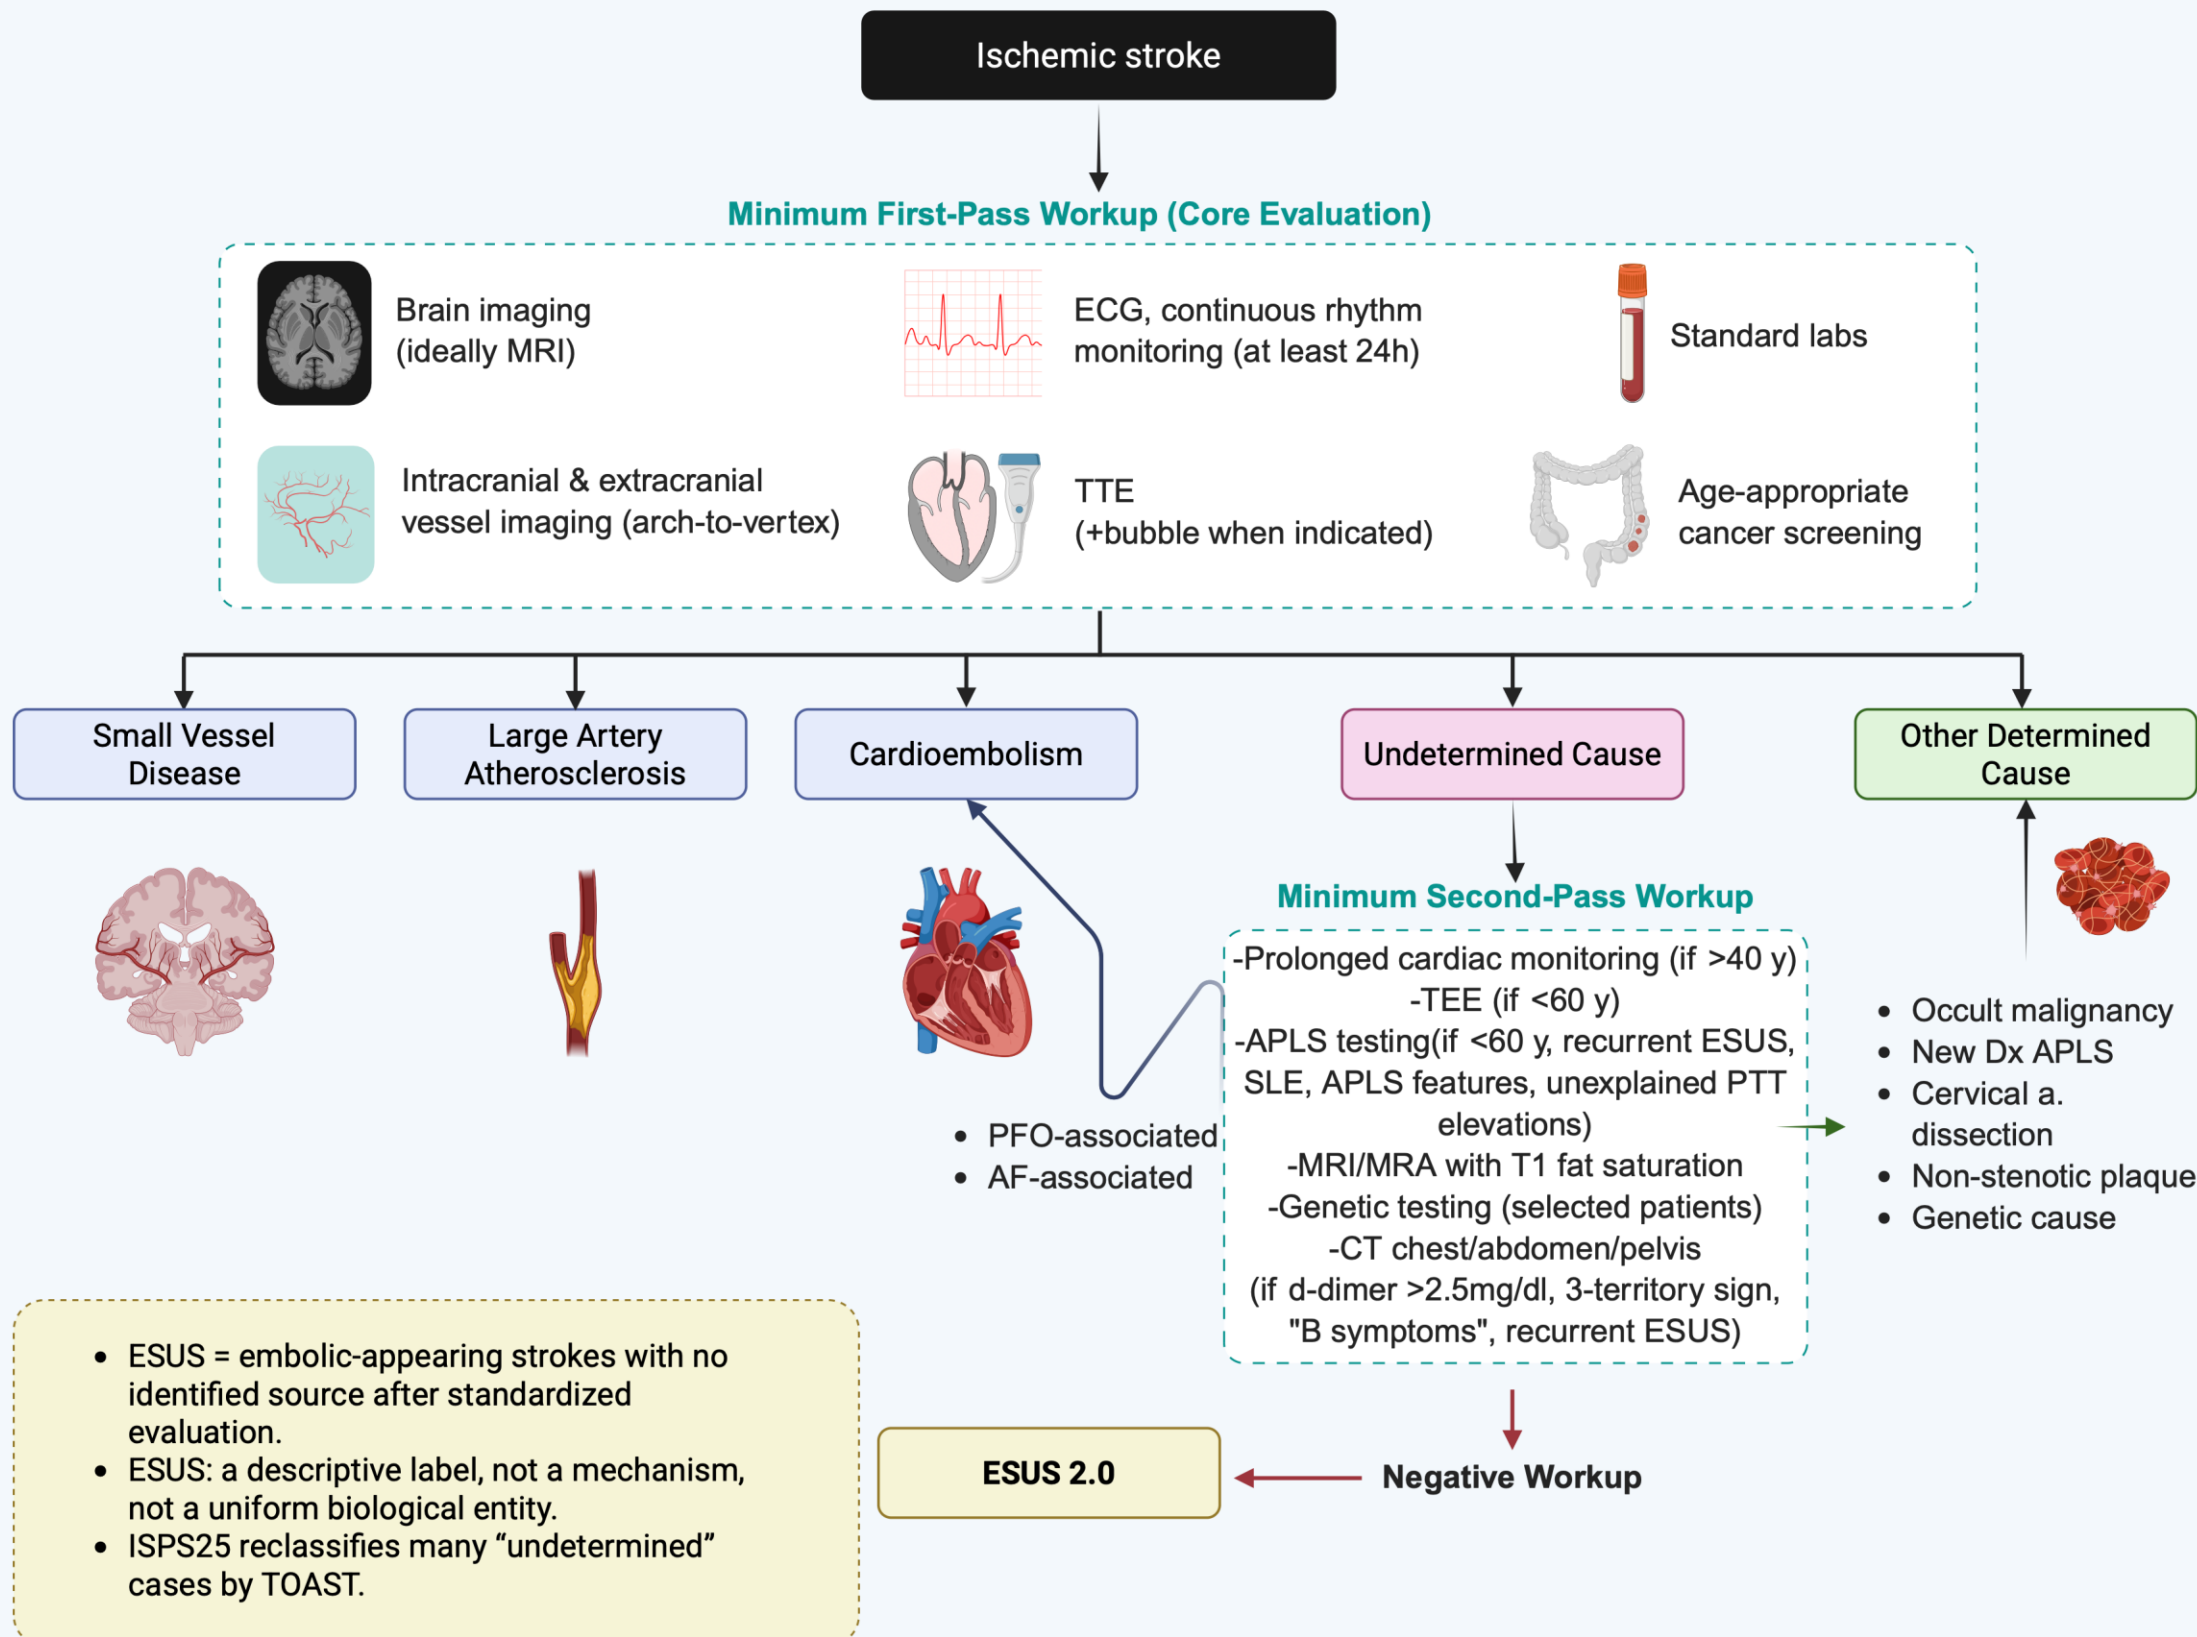 Ischemic stroke
Minimum First-Pass Workup (Core Evaluation)
Brain imaging
(ideally MRI)
ECG, continuous rhythm
monitoring (at least 24h)
Standard labs
Intracranial & extracranial
vessel imaging (arch-to-vertex)
TTE
(+bubble when indicated)
Age-appropriate
cancer screening
Small Vessel
Disease
Large Artery
Atherosclerosis
Cardioembolism
Undetermined Cause
Other Determined
Cause
Minimum Second-Pass Workup
-Prolonged cardiac monitoring (if >40 y)
-TEE (if <60 y)
-APLS testing(if <60 y, recurrent ESUS,
SLE, APLS features, unexplained PTT
elevations)
-MRI/MRA with T1 fat saturation
-Genetic testing (selected patients)
-CT chest/abdomen/pelvis
(if d-dimer >2.5mg/dl, 3-territory sign,
"B symptoms", recurrent ESUS)
• PFO-associated
• AF-associated
• Occult malignancy
• New Dx APLS
• Cervical a.
dissection
• Non-stenotic plaque
• Genetic cause
Negative Workup
ESUS 2.0
• ESUS = embolic-appearing strokes with no
identified source after standardized
evaluation.
• ESUS: a descriptive label, not a mechanism,
not a uniform biological entity.
• ISPS25 reclassifies many “undetermined”
cases by TOAST.